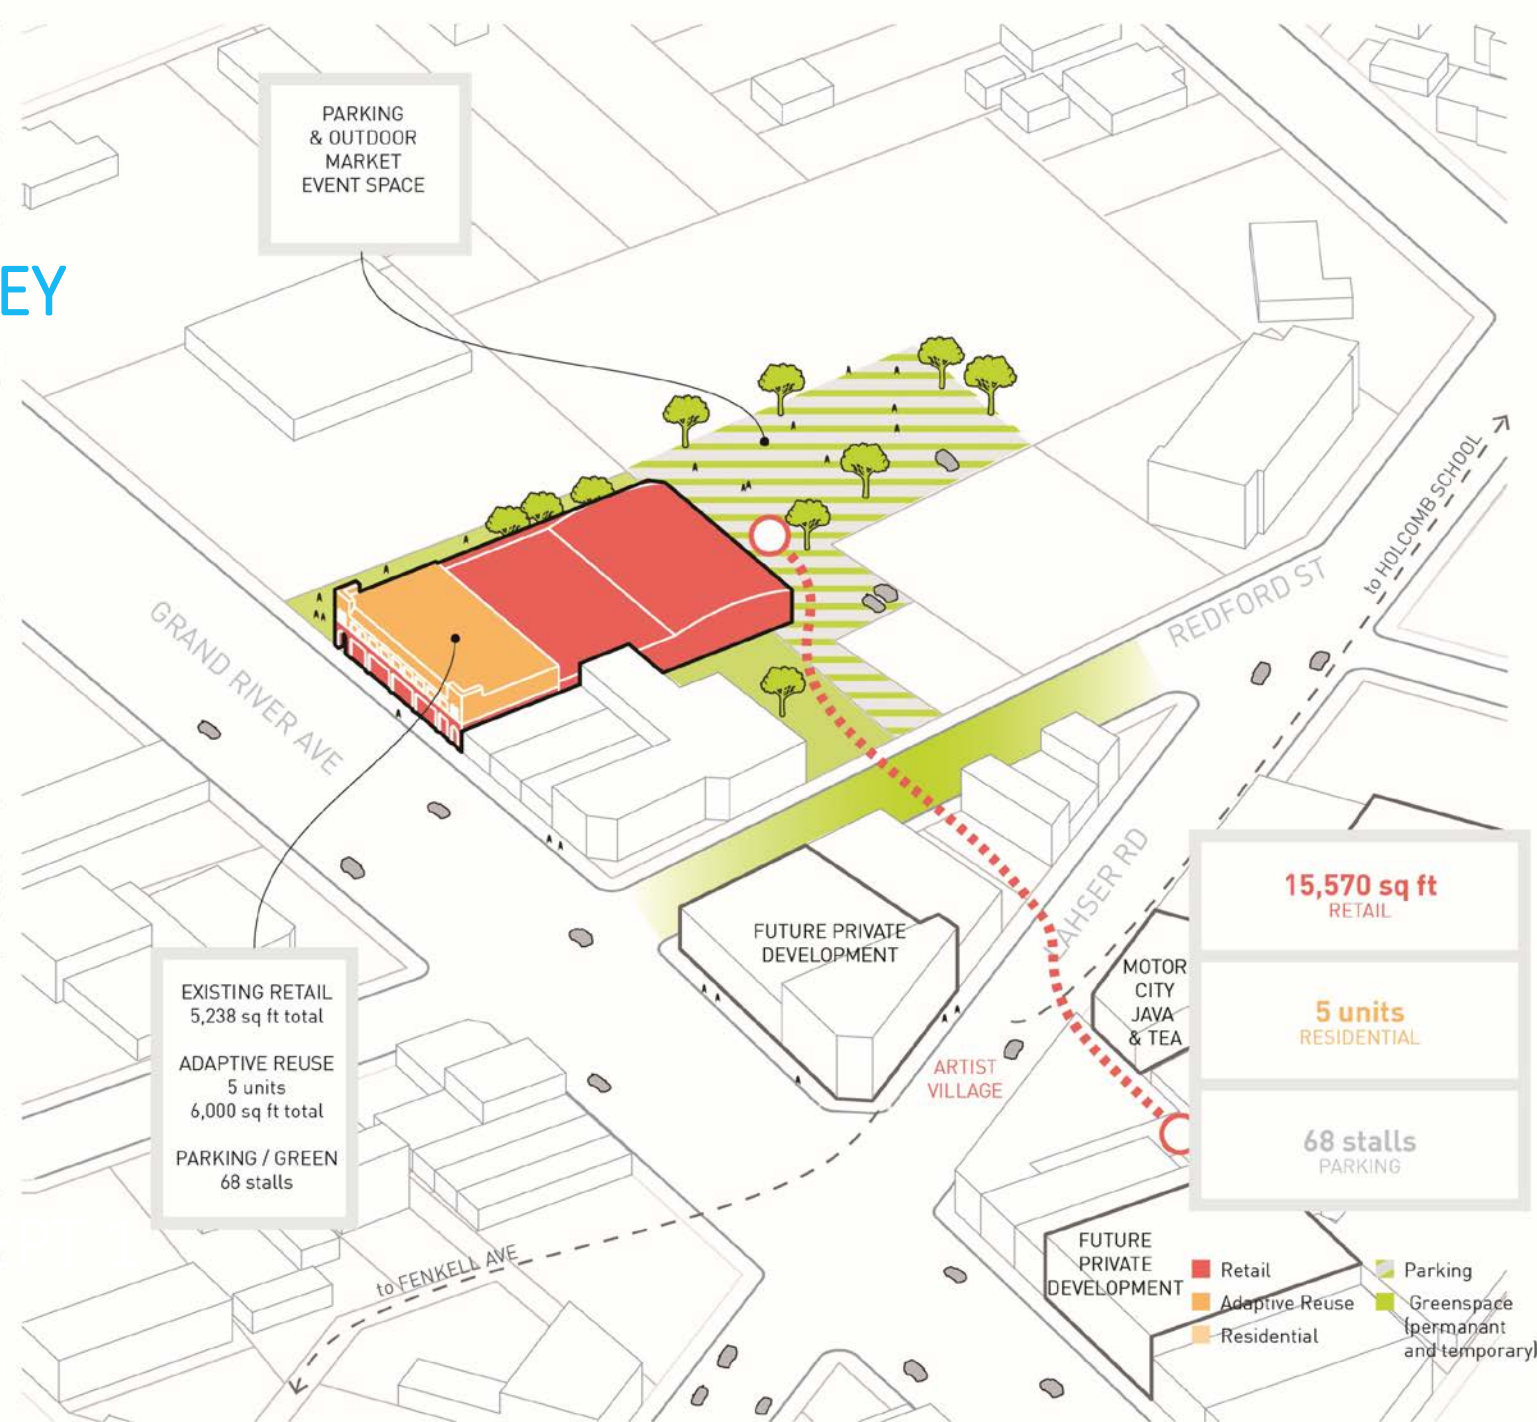 PARKING
& OUTDOOR
MARKET
EVENT SPACE
EY
GRAND RIVER AVE
REDFORD ST
to HOLCOMB SCHOOL
LAHSER RD
FUTURE PRIVATE
DEVELOPMENT
MOTOR
CITY
JAVA
& TEA
ARTIST
VILLAGE
15,570 sq ft
RETAIL
5 units
RESIDENTIAL
68 stalls
PARKING
EXISTING RETAIL
5,238 sq ft total
ADAPTIVE REUSE
5 units
6,000 sq ft total
PARKING / GREEN
68 stalls
to FENKELL AVE
FUTURE
PRIVATE
DEVELOPMENT
Retail
Adaptive Reuse
Residential
Parking
Greenspace
(permanant
and temporary)